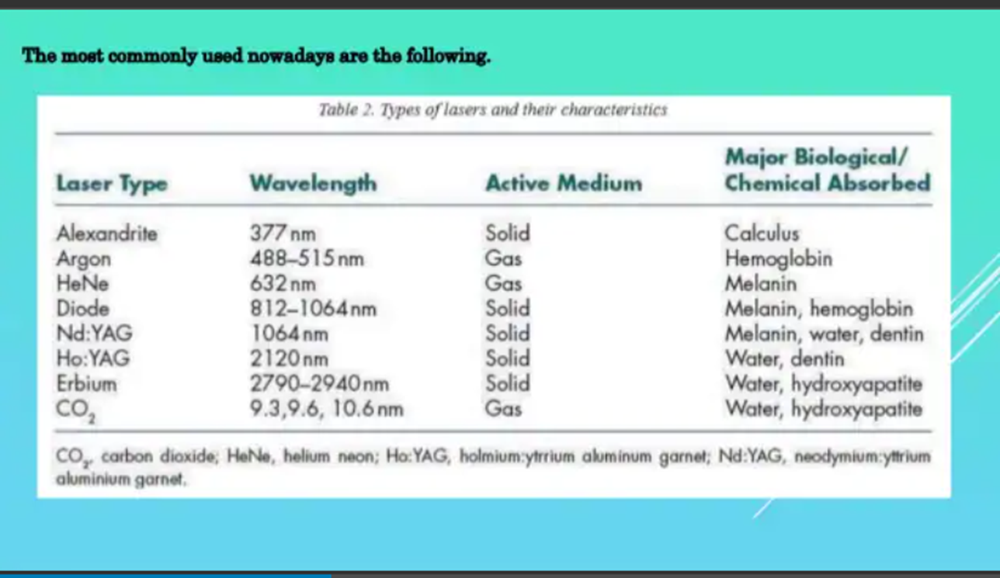 The most commonly used nowadays are the following.
Table 2. Types of lasers and their characteristics
Laser Type Wavelength Active Medium Major Biological/
Chemical Absorbed
Alexandrite 377 nm Solid Calculus
Argon 488–515 nm Gas Hemoglobin
HeNe 632 nm Gas Melanin
Diode 812–1064 nm Solid Melanin, hemoglobin
Nd:YAG 1064 nm Solid Melanin, water, dentin
Ho:YAG 2120 nm Solid Water, dentin
Erbium 2790–2940 nm Solid Water, hydroxyapatite
CO₂ 9.3,9.6, 10.6 nm Gas Water, hydroxyapatite
CO₂, carbon dioxide; HeNe, helium neon; Ho:YAG, holmium:ytrrium aluminum garnet; Nd:YAG, neodymium:yttrium
aluminium garnet.